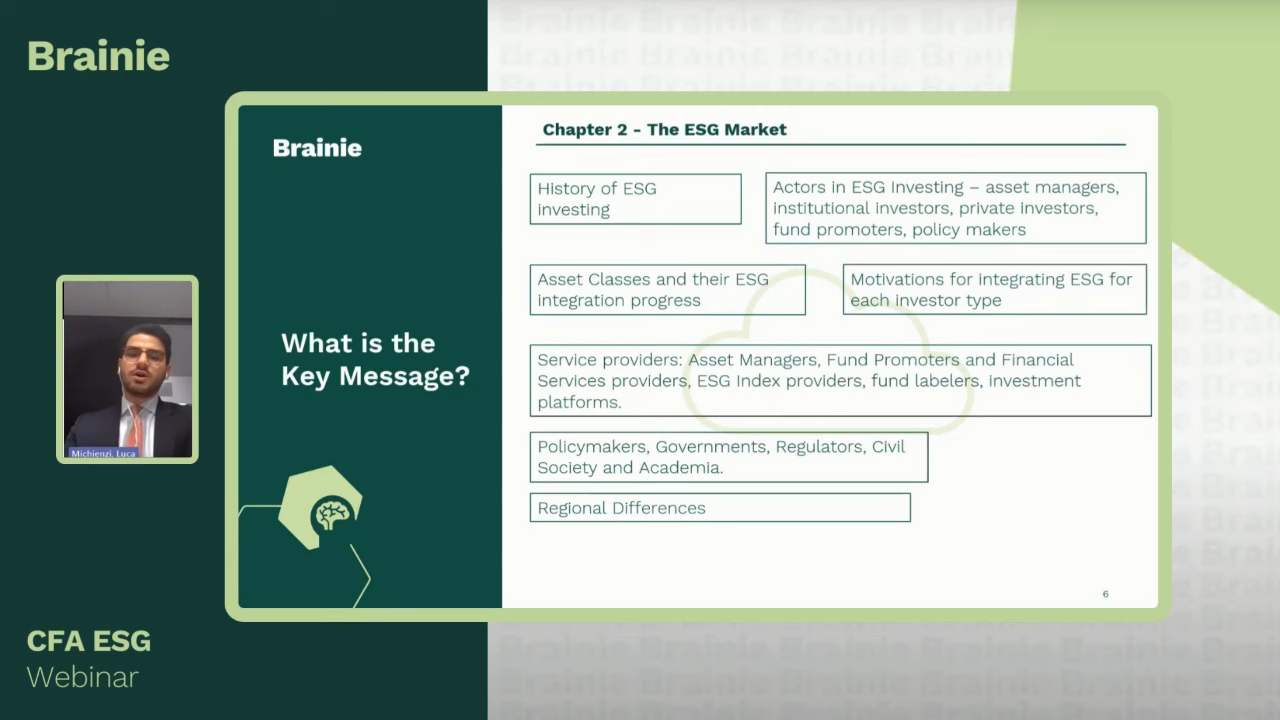 Brainie
Brainie
What is the
Key Message?
Chapter 2 - The ESG Market
History of ESG
investing
Actors in ESG Investing – asset managers,
institutional investors, private investors,
fund promoters, policy makers
Asset Classes and their ESG
integration progress
Motivations for integrating ESG for
each investor type
Service providers: Asset Managers, Fund Promoters and Financial
Services providers, ESG Index providers, fund labelers, investment
platforms.
Policymakers, Governments, Regulators, Civil
Society and Academia.
Regional Differences
6
Michienzi, Luca
CFA ESG
Webinar